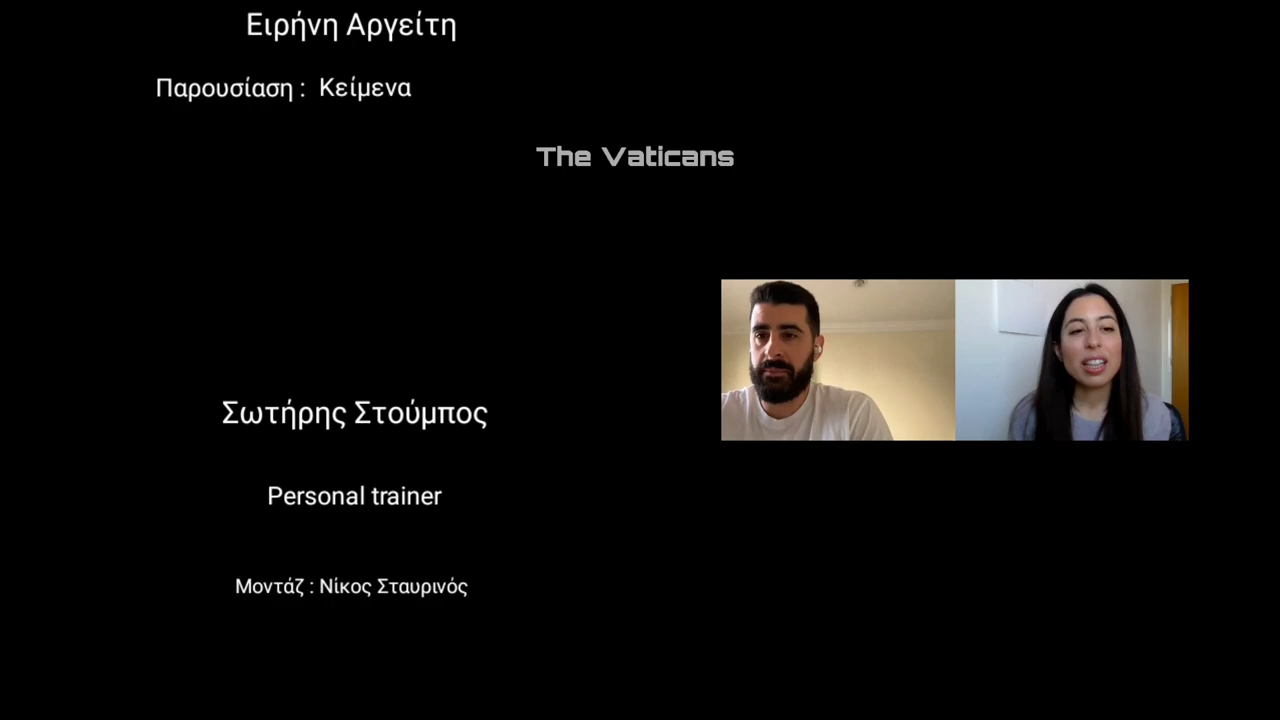 Ειρήνη Αργείτη
Παρουσίαση : Κείμενα
The Vaticans
Σωτήρης Στούμπος
Personal trainer
Μοντάζ : Νίκος Σταυρινός